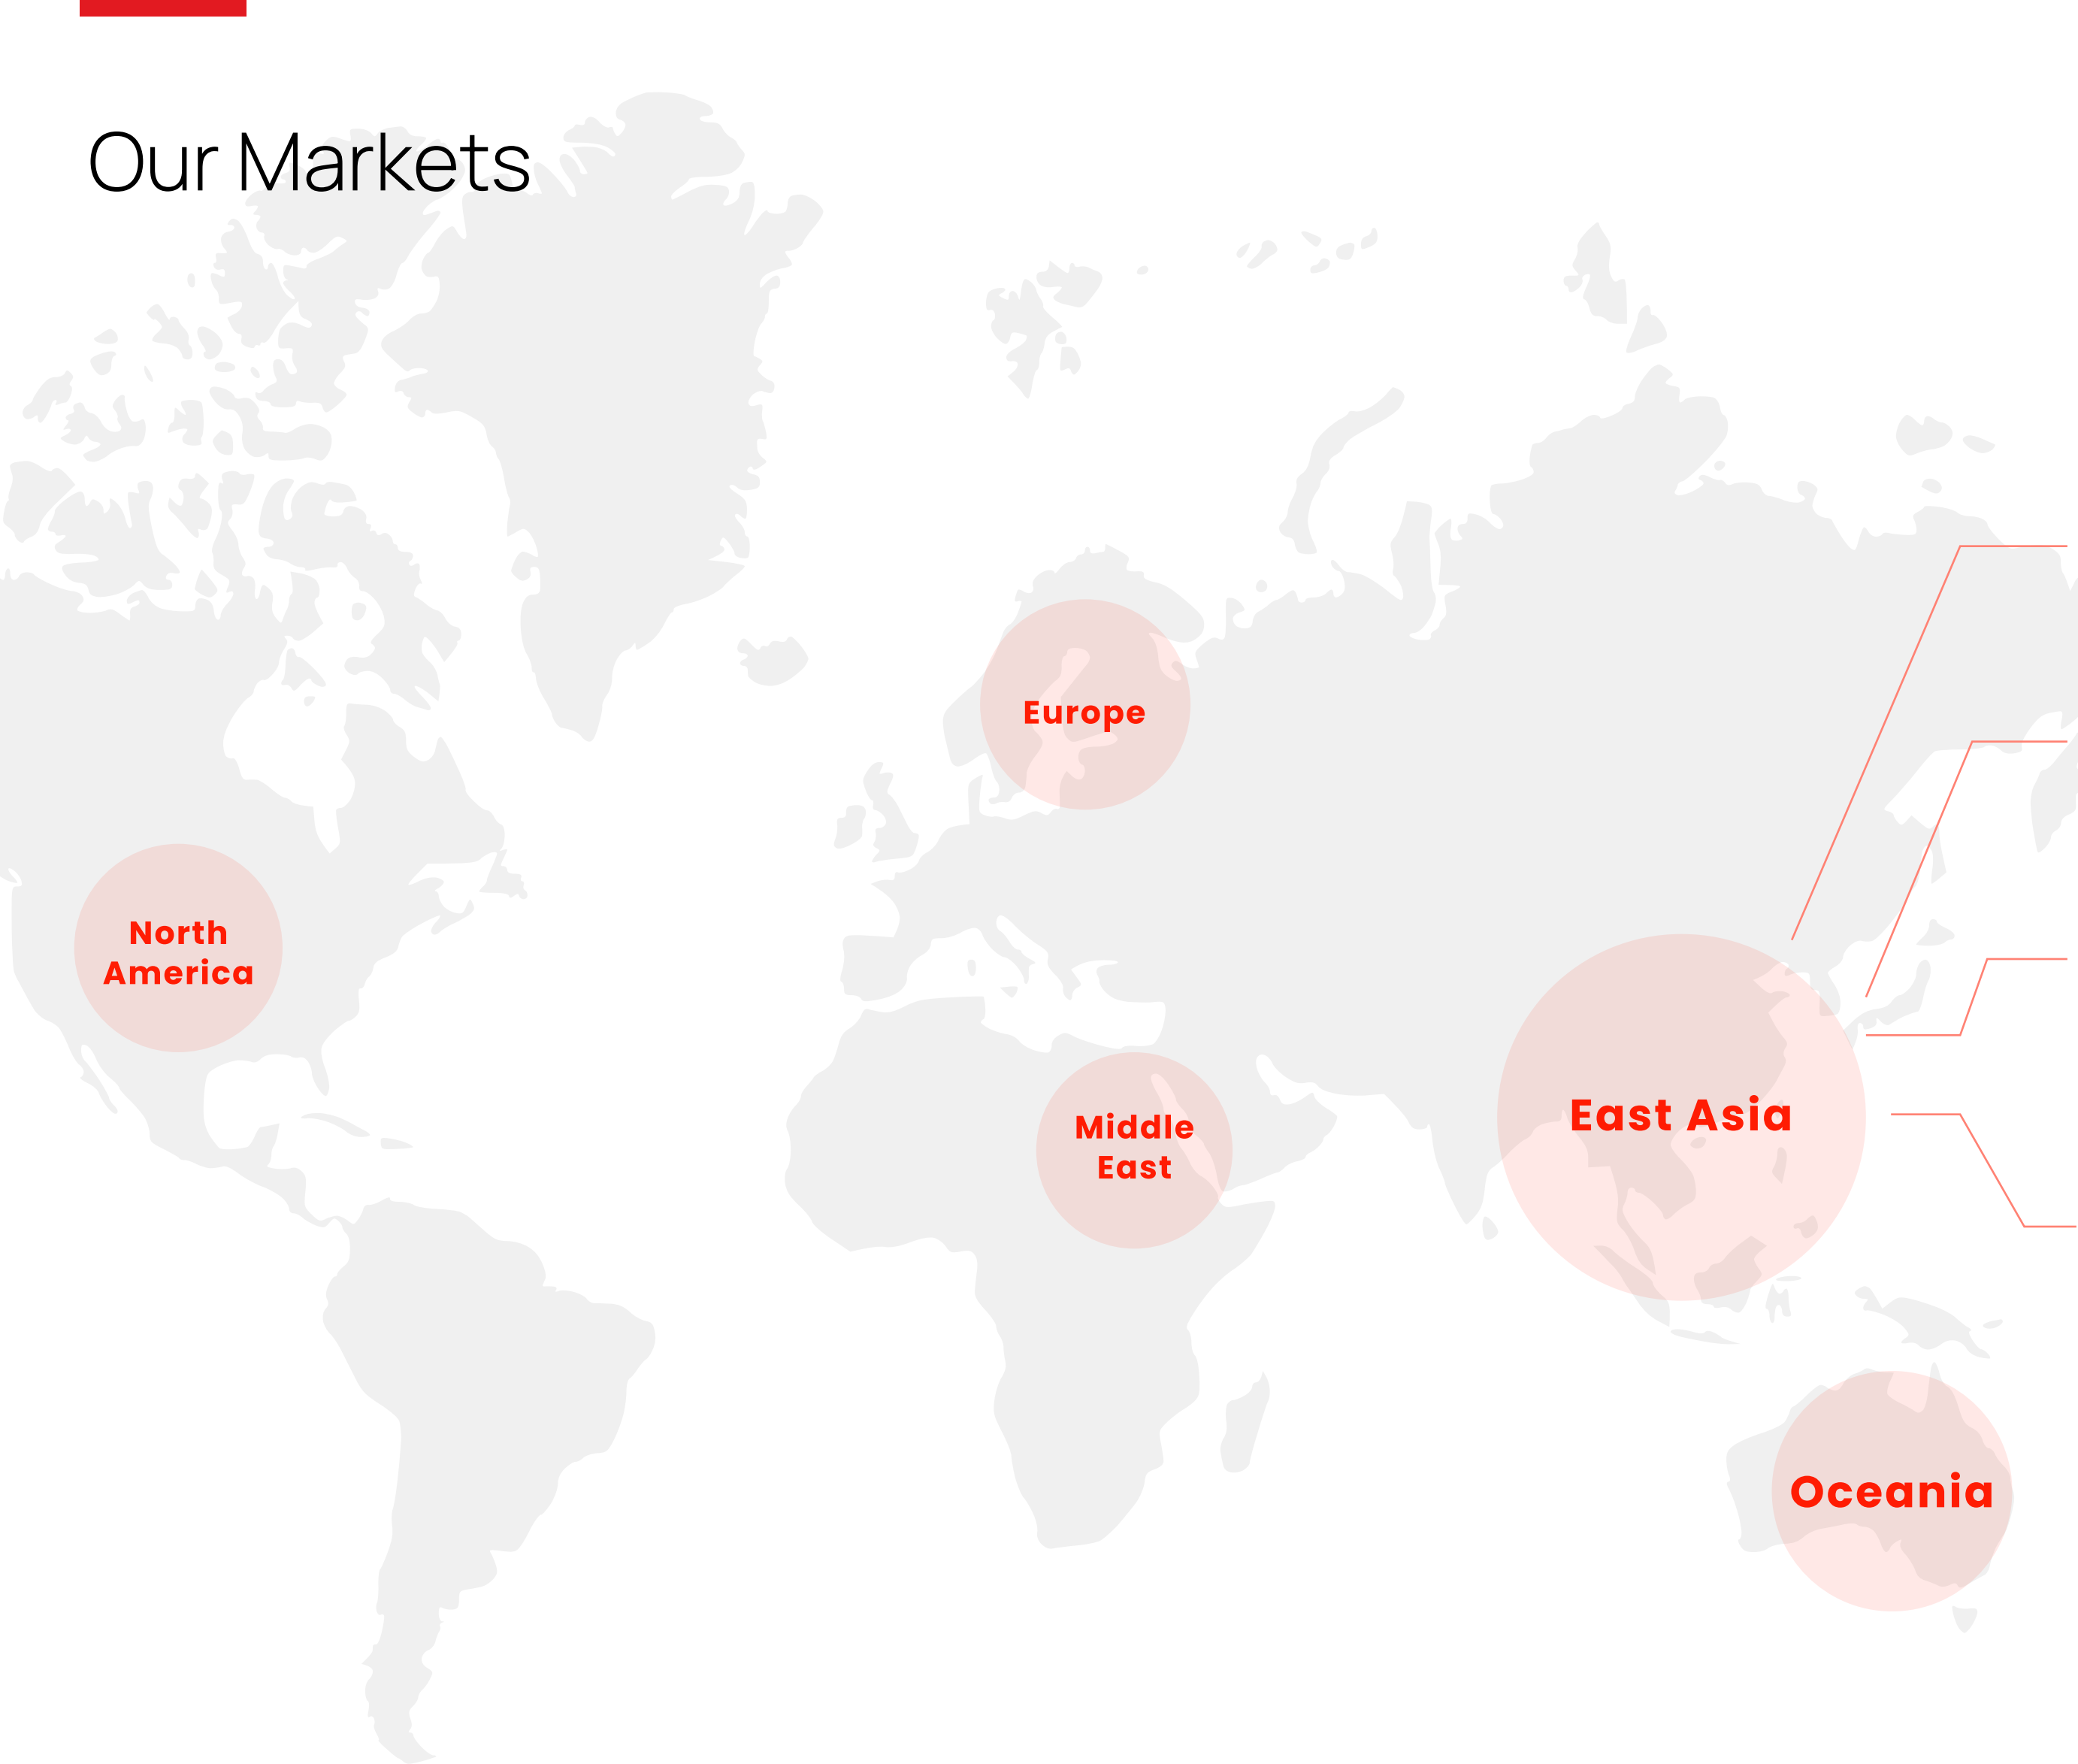 Our Markets
Europe
North
America
Middle
East
East Asia
Oceania